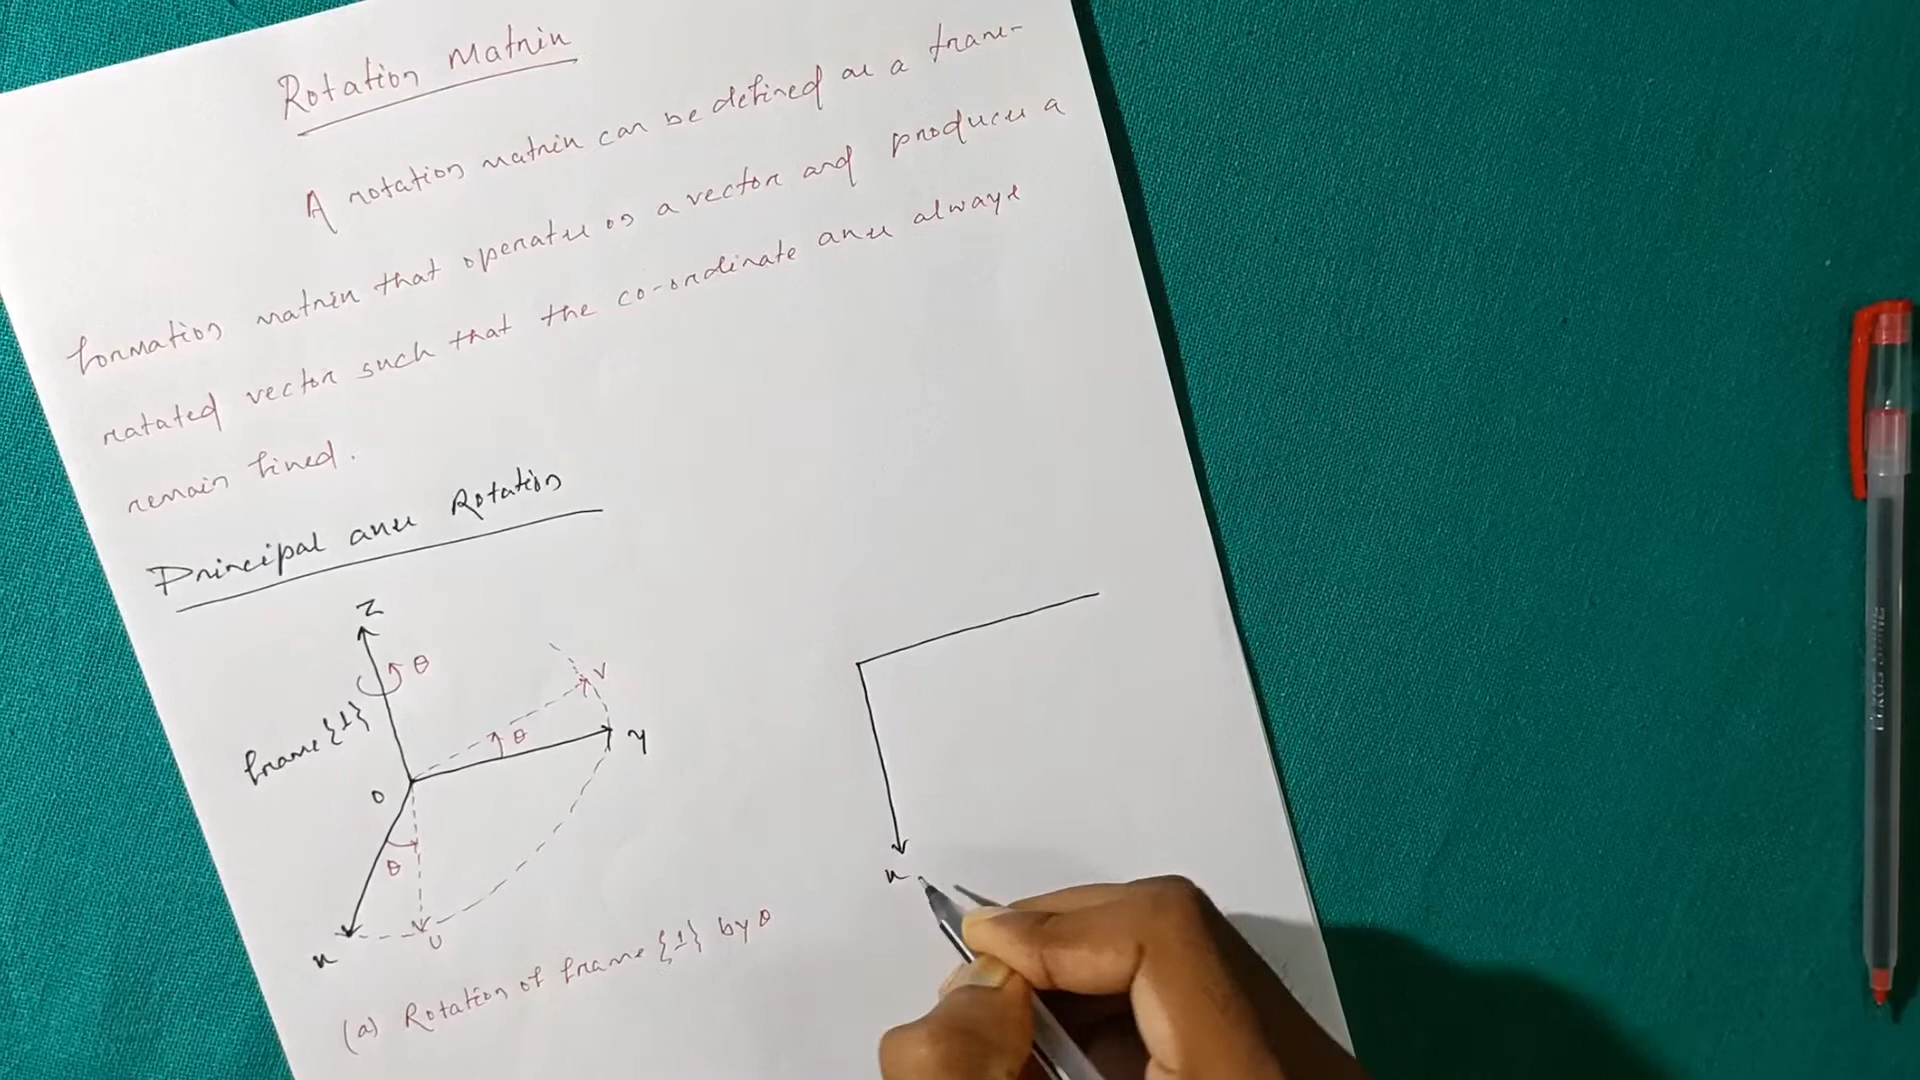 Rotation Matrix
A rotation matrix can be defined as a trans-
formation matrix that operates on a vector and produces a
rotated vector such that the co-ordinate axes always
remain fixed.
Principal axes Rotation
Z
θ
frame {1}
V
θ
y
O
θ
x
U
(a) Rotation of frame {1} by θ
x